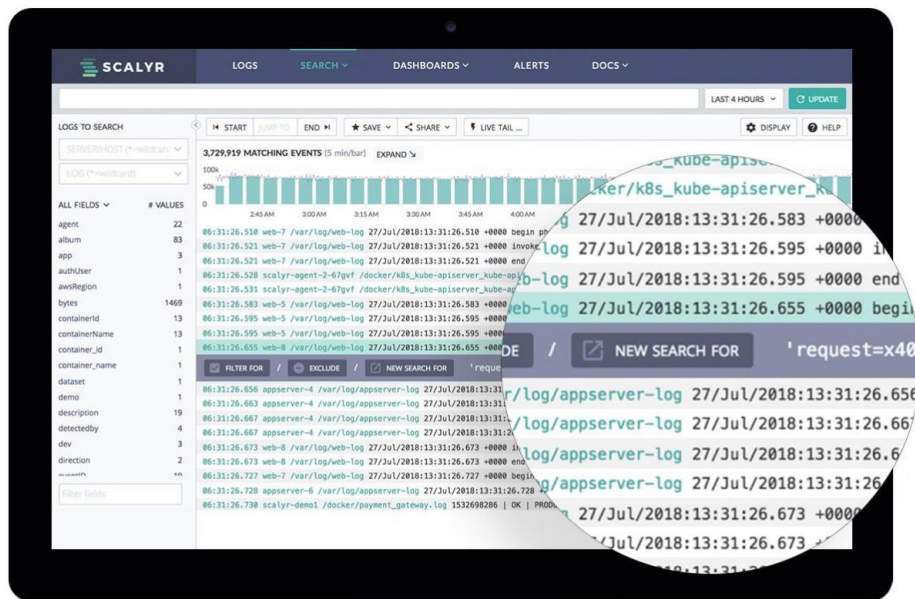 SCALYR
LOGS SEARCH DASHBOARDS ALERTS DOCS
LAST 4 HOURS UPDATE
LOGS TO SEARCH
START JUMP TO END SAVE SHARE LIVE TAIL ... DISPLAY HELP
SERVER/HOST (*=wildcard)
3,729,919 MATCHING EVENTS (5 min/bar) EXPAND
LOG (*=wildcard)
100k
50k
0
2:45 AM 3:00 AM 3:15 AM 3:30 AM 3:45 AM 4:00 AM
ALL FIELDS # VALUES
agent 22
album 83
app 3
authUser 1
awsRegion 1
bytes 1469
containerId 13
containerName 13
container_id 1
container_name 1
dataset 1
demo 1
description 19
detectedby 4
dev 3
direction 2
Filter fields
06:31:26.510 web-7 /var/log/web-log 27/Jul/2018:13:31:26.510 +0000 begin
06:31:26.521 web-7 /var/log/web-log 27/Jul/2018:13:31:26.521 +0000 invoke
06:31:26.521 web-7 /var/log/web-log 27/Jul/2018:13:31:26.521 +0000 end
06:31:26.528 scalyr-agent-2-67gvf /docker/k8s_kube-apiserver_kube-ap
06:31:26.531 scalyr-agent-2-67gvf /docker/k8s_kube-apiserver_kube-ap
06:31:26.583 web-5 /var/log/web-log 27/Jul/2018:13:31:26.583 +0000
06:31:26.595 web-5 /var/log/web-log 27/Jul/2018:13:31:26.595 +0000
06:31:26.595 web-5 /var/log/web-log 27/Jul/2018:13:31:26.595 +000
06:31:26.655 web-8 /var/log/web-log 27/Jul/2018:13:31:26.655 +000
FILTER FOR / EXCLUDE / NEW SEARCH FOR 'reque
06:31:26.656 appserver-4 /var/log/appserver-log 27/Jul/2018:13:31
06:31:26.663 appserver-4 /var/log/appserver-log 27/Jul/2018:13:31
06:31:26.667 appserver-4 /var/log/appserver-log 27/Jul/2018:13:31
06:31:26.667 appserver-4 /var/log/appserver-log 27/Jul/2018:13:31:2
06:31:26.673 web-8 /var/log/web-log 27/Jul/2018:13:31:26.673 +0000
06:31:26.673 web-8 /var/log/web-log 27/Jul/2018:13:31:26.673 +0000 end
06:31:26.727 web-7 /var/log/web-log 27/Jul/2018:13:31:26.727 +0000 begin
06:31:26.728 appserver-6 /var/log/appserver-log 27/Jul/2018:13:31:26.728
06:31:26.730 scalyr-demo1 /docker/payment_gateway.log 1532698286 | OK | PRODU
s_kube-apise
ker/k8s_kube-apiserver_k
g 27/Jul/2018:13:31:26.583 +0000
log 27/Jul/2018:13:31:26.595 +0000 i
b-log 27/Jul/2018:13:31:26.595 +0000 end
eb-log 27/Jul/2018:13:31:26.655 +0000 begi
DE / NEW SEARCH FOR 'request=x40
r/log/appserver-log 27/Jul/2018:13:31:26.656
/log/appserver-log 27/Jul/2018:13:31:26.66
log/appserver-log 27/Jul/2018:13:31:26.6
g/appserver-log 27/Jul/2018:13:31:26
27/Jul/2018:13:31:26.673 +000
/Jul/2018:13:31:26.673